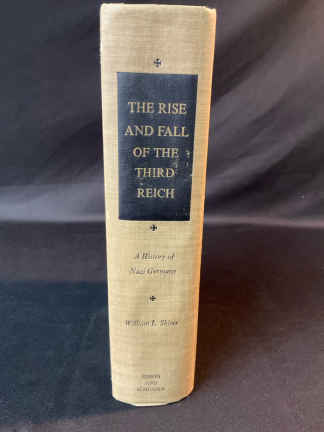 THE RISE
AND FALL
OF THE
THIRD
REICH
A History of
Nazi Germany
William L. Shirer
SIMON
AND
SCHUSTER